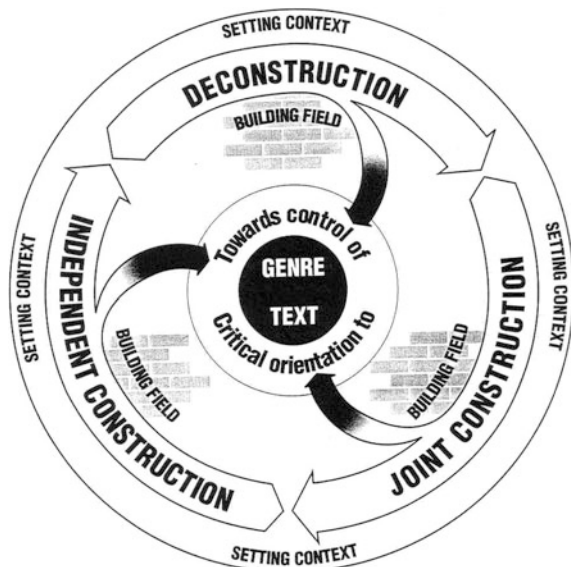 SETTING CONTEXT
DECONSTRUCTION
BUILDING FIELD
SETTING CONTEXT
INDEPENDENT CONSTRUCTION
BUILDING FIELD
Towards control of
GENRE
TEXT
Critical orientation to
SETTING CONTEXT
JOINT CONSTRUCTION
BUILDING FIELD
SETTING CONTEXT